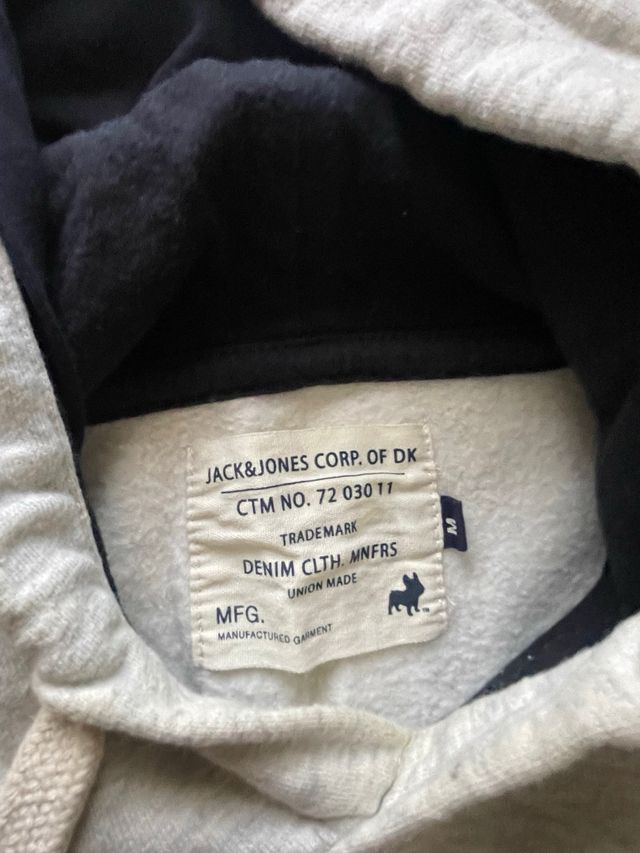 JACK&JONES CORP. OF DK
CTM NO. 72 030 11
TRADEMARK
DENIM CLTH. MNFRS
UNION MADE
MFG.
MANUFACTURED GARMENT
TM
M